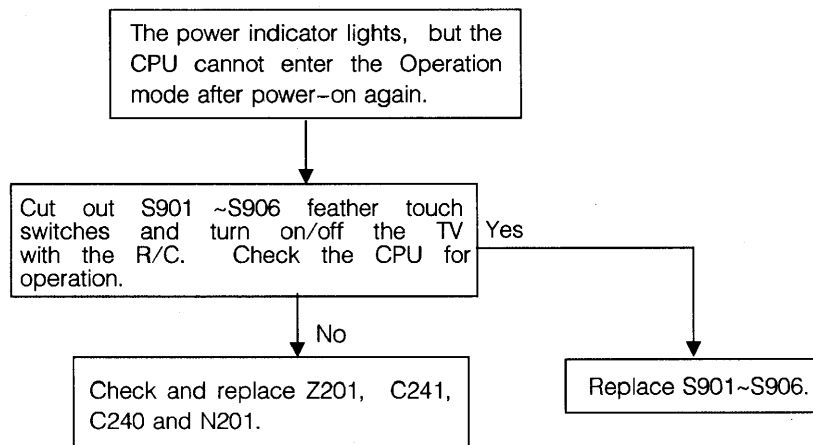 The power indicator lights, but the
CPU cannot enter the Operation
mode after power-on again.
Cut out S901 ~S906 feather touch
switches and turn on/off the TV
with the R/C. Check the CPU for
operation.
Yes
No
Check and replace Z201, C241,
C240 and N201.
Replace S901~S906.